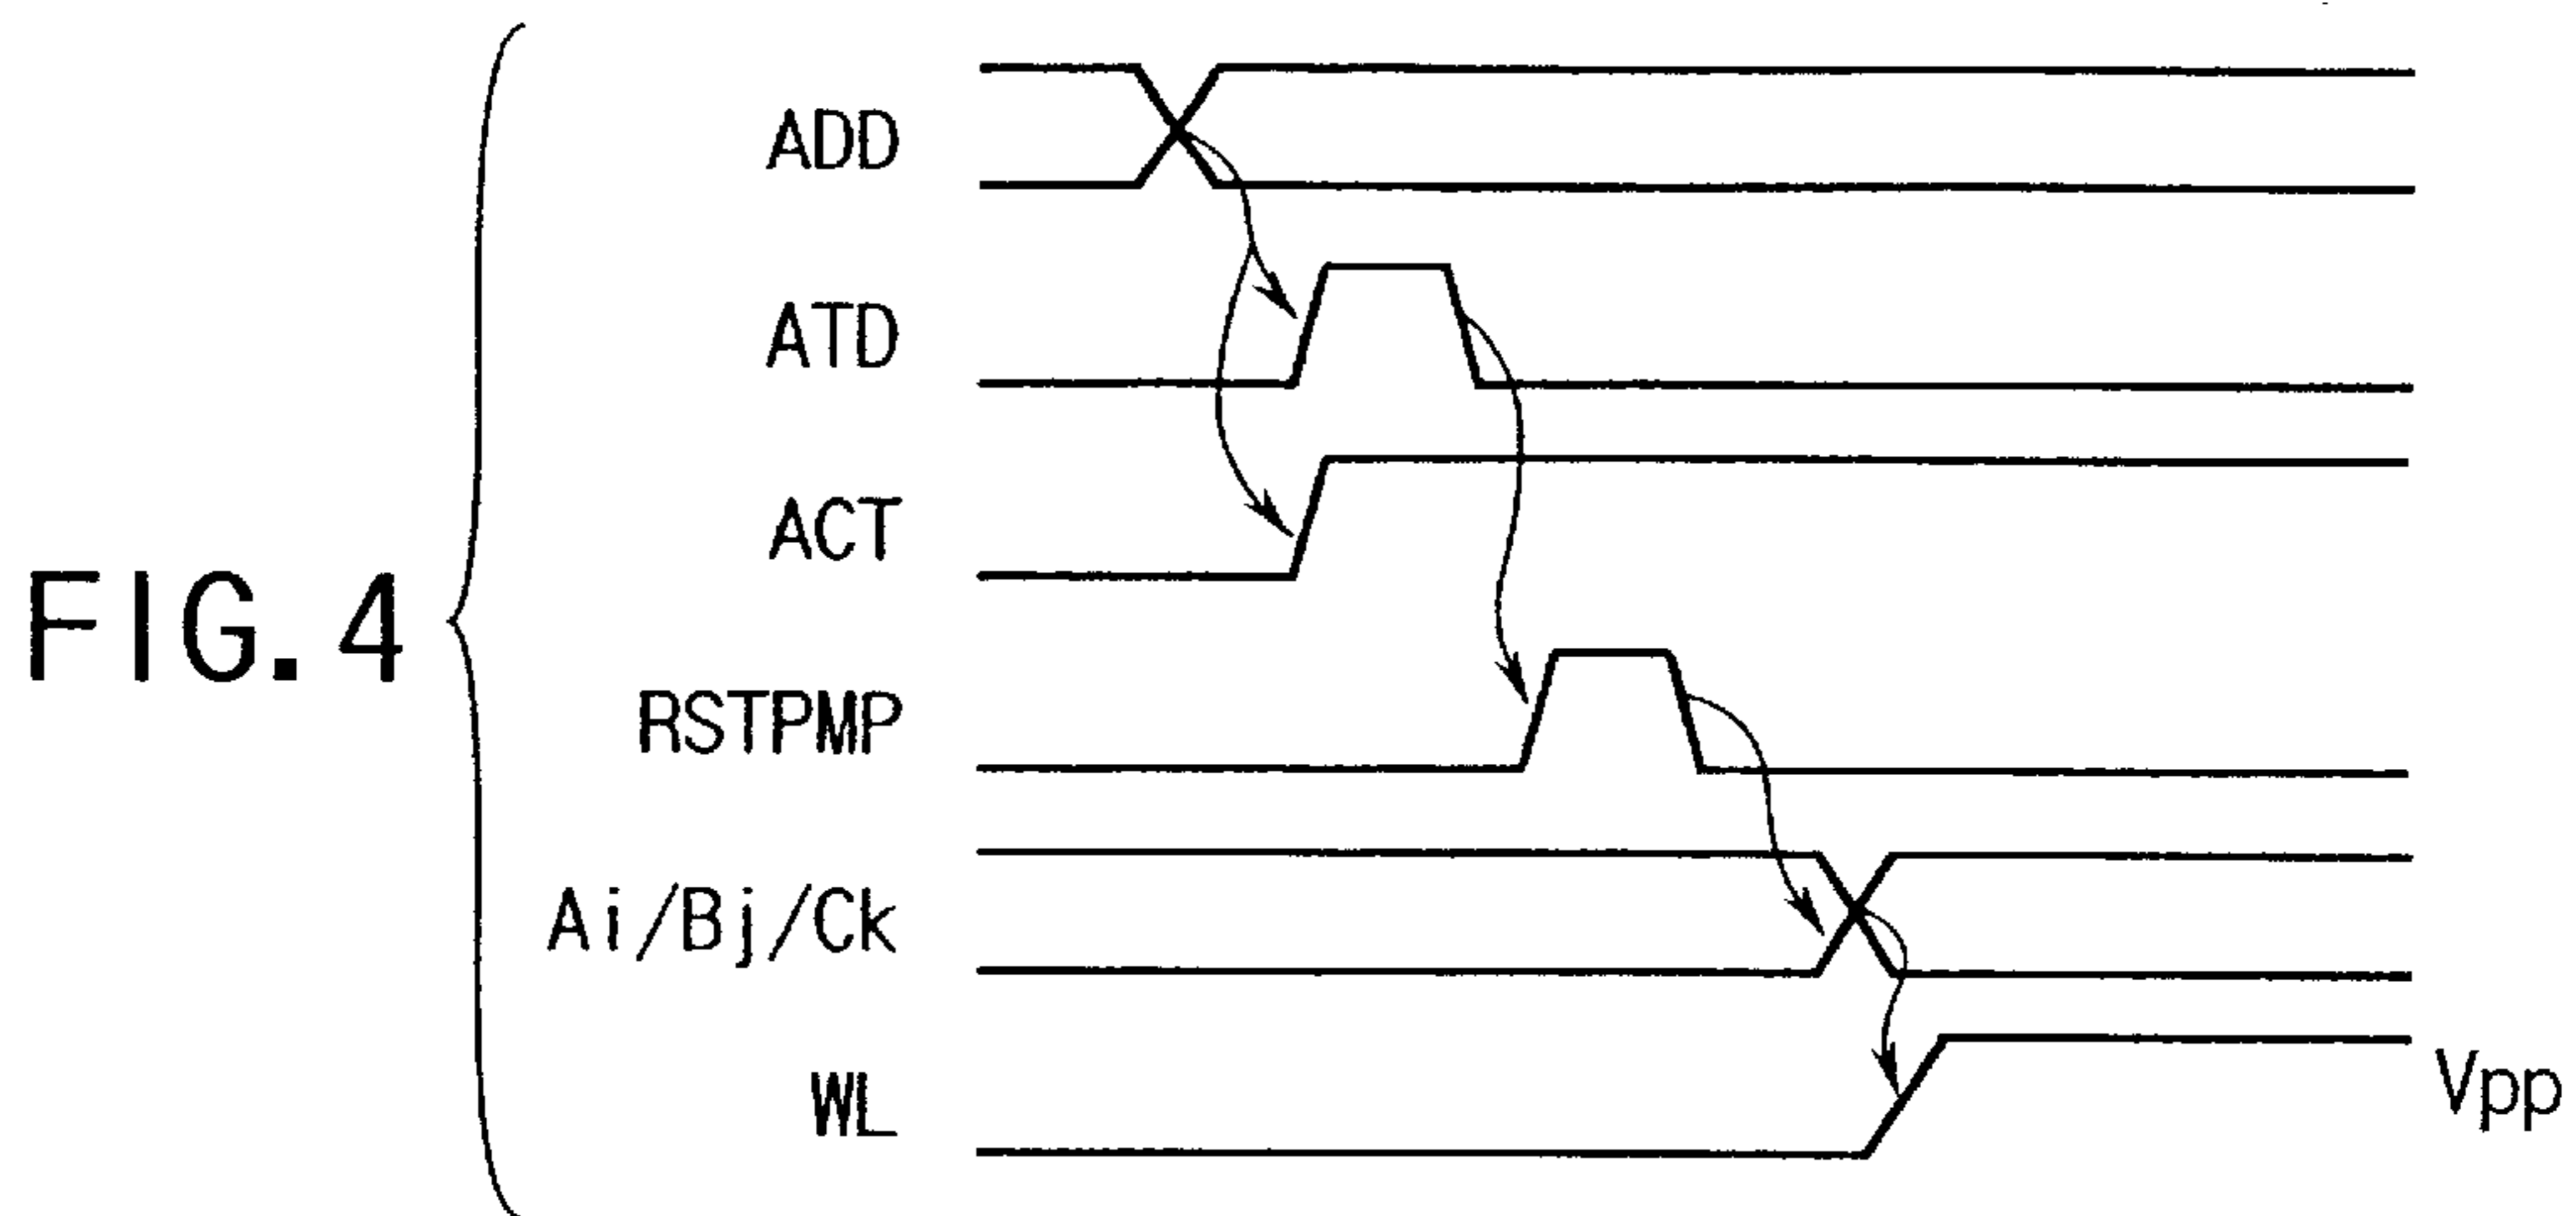 FIG. 4
ADD
ATD
ACT
RSTPMP
Ai/Bj/Ck
WL
Vpp